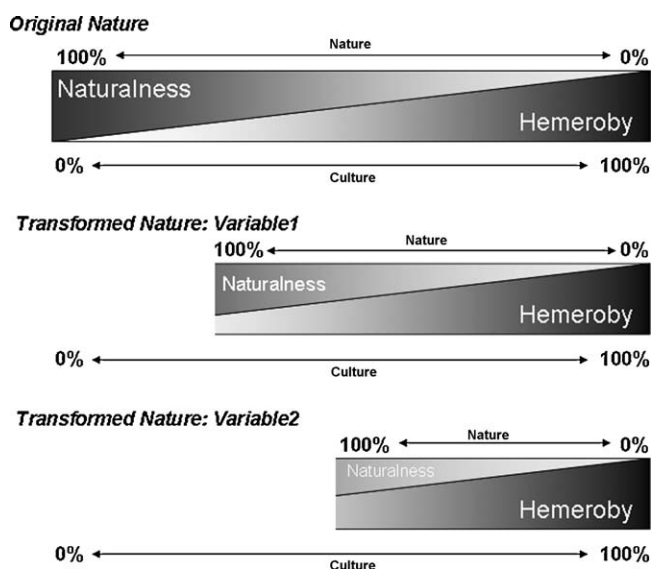 Original Nature
100% Nature 0%
Naturalness
Hemeroby
0% 100%
Culture
Transformed Nature: Variable1
100% Nature 0%
Naturalness
Hemeroby
0% 100%
Culture
Transformed Nature: Variable2
100% Nature 0%
Naturalness
Hemeroby
0% 100%
Culture